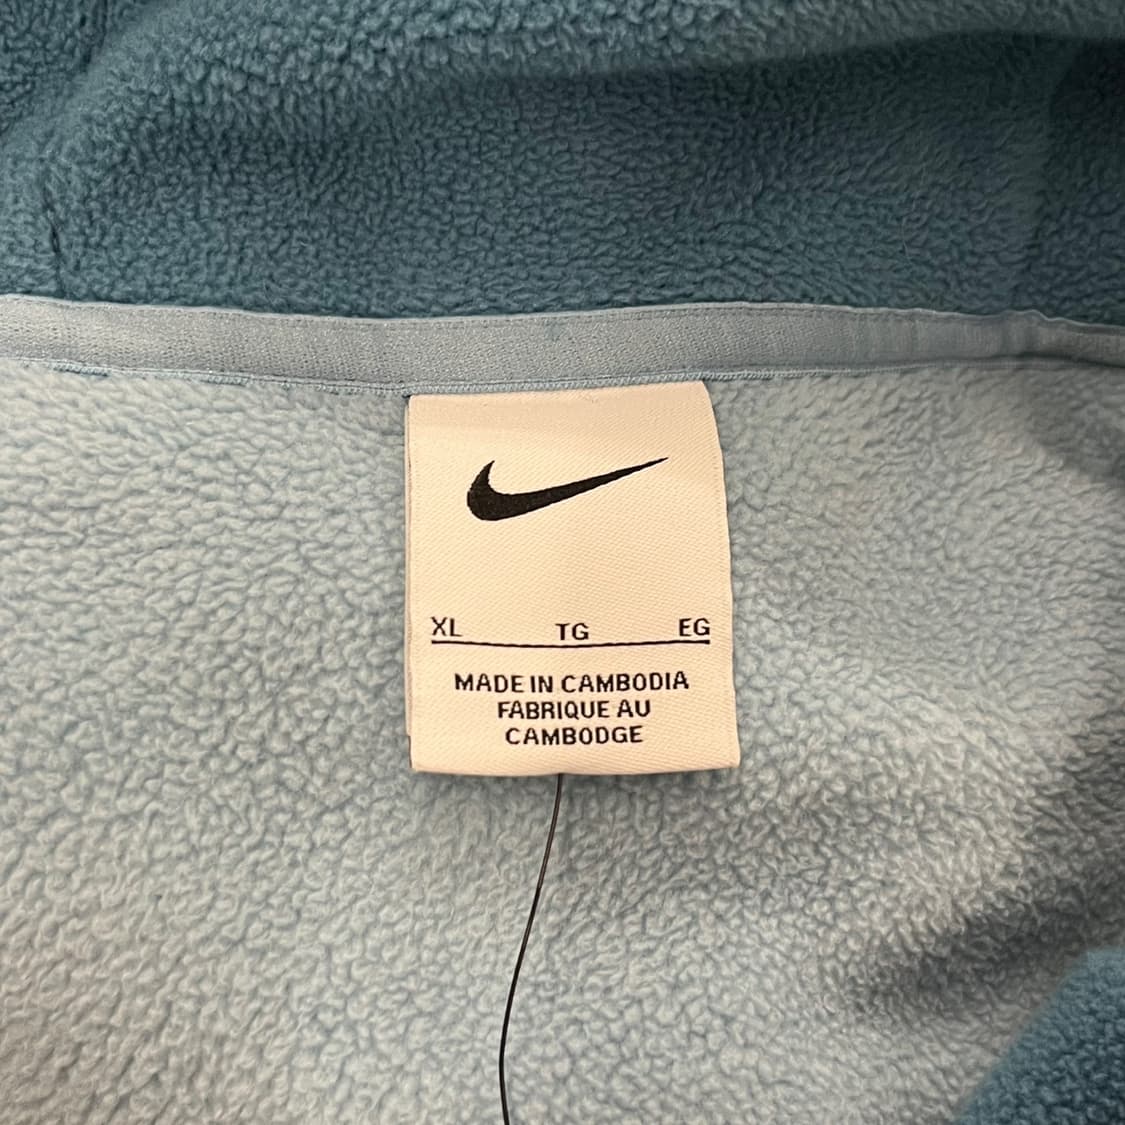 XL TG EG
MADE IN CAMBODIA
FABRIQUE AU
CAMBODGE